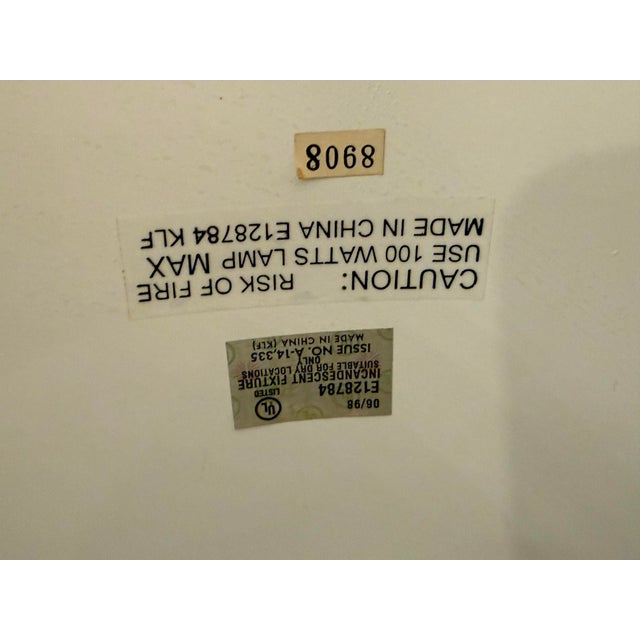 06/98
E128784 UL LISTED
INCANDESCENT FIXTURE
SUITABLE FOR DRY LOCATIONS
ONLY
ISSUE NO. A-14,335
MADE IN CHINA (KLF)
CAUTION: RISK OF FIRE
USE 100 WATTS LAMP MAX
MADE IN CHINA E128784 KLF
8908